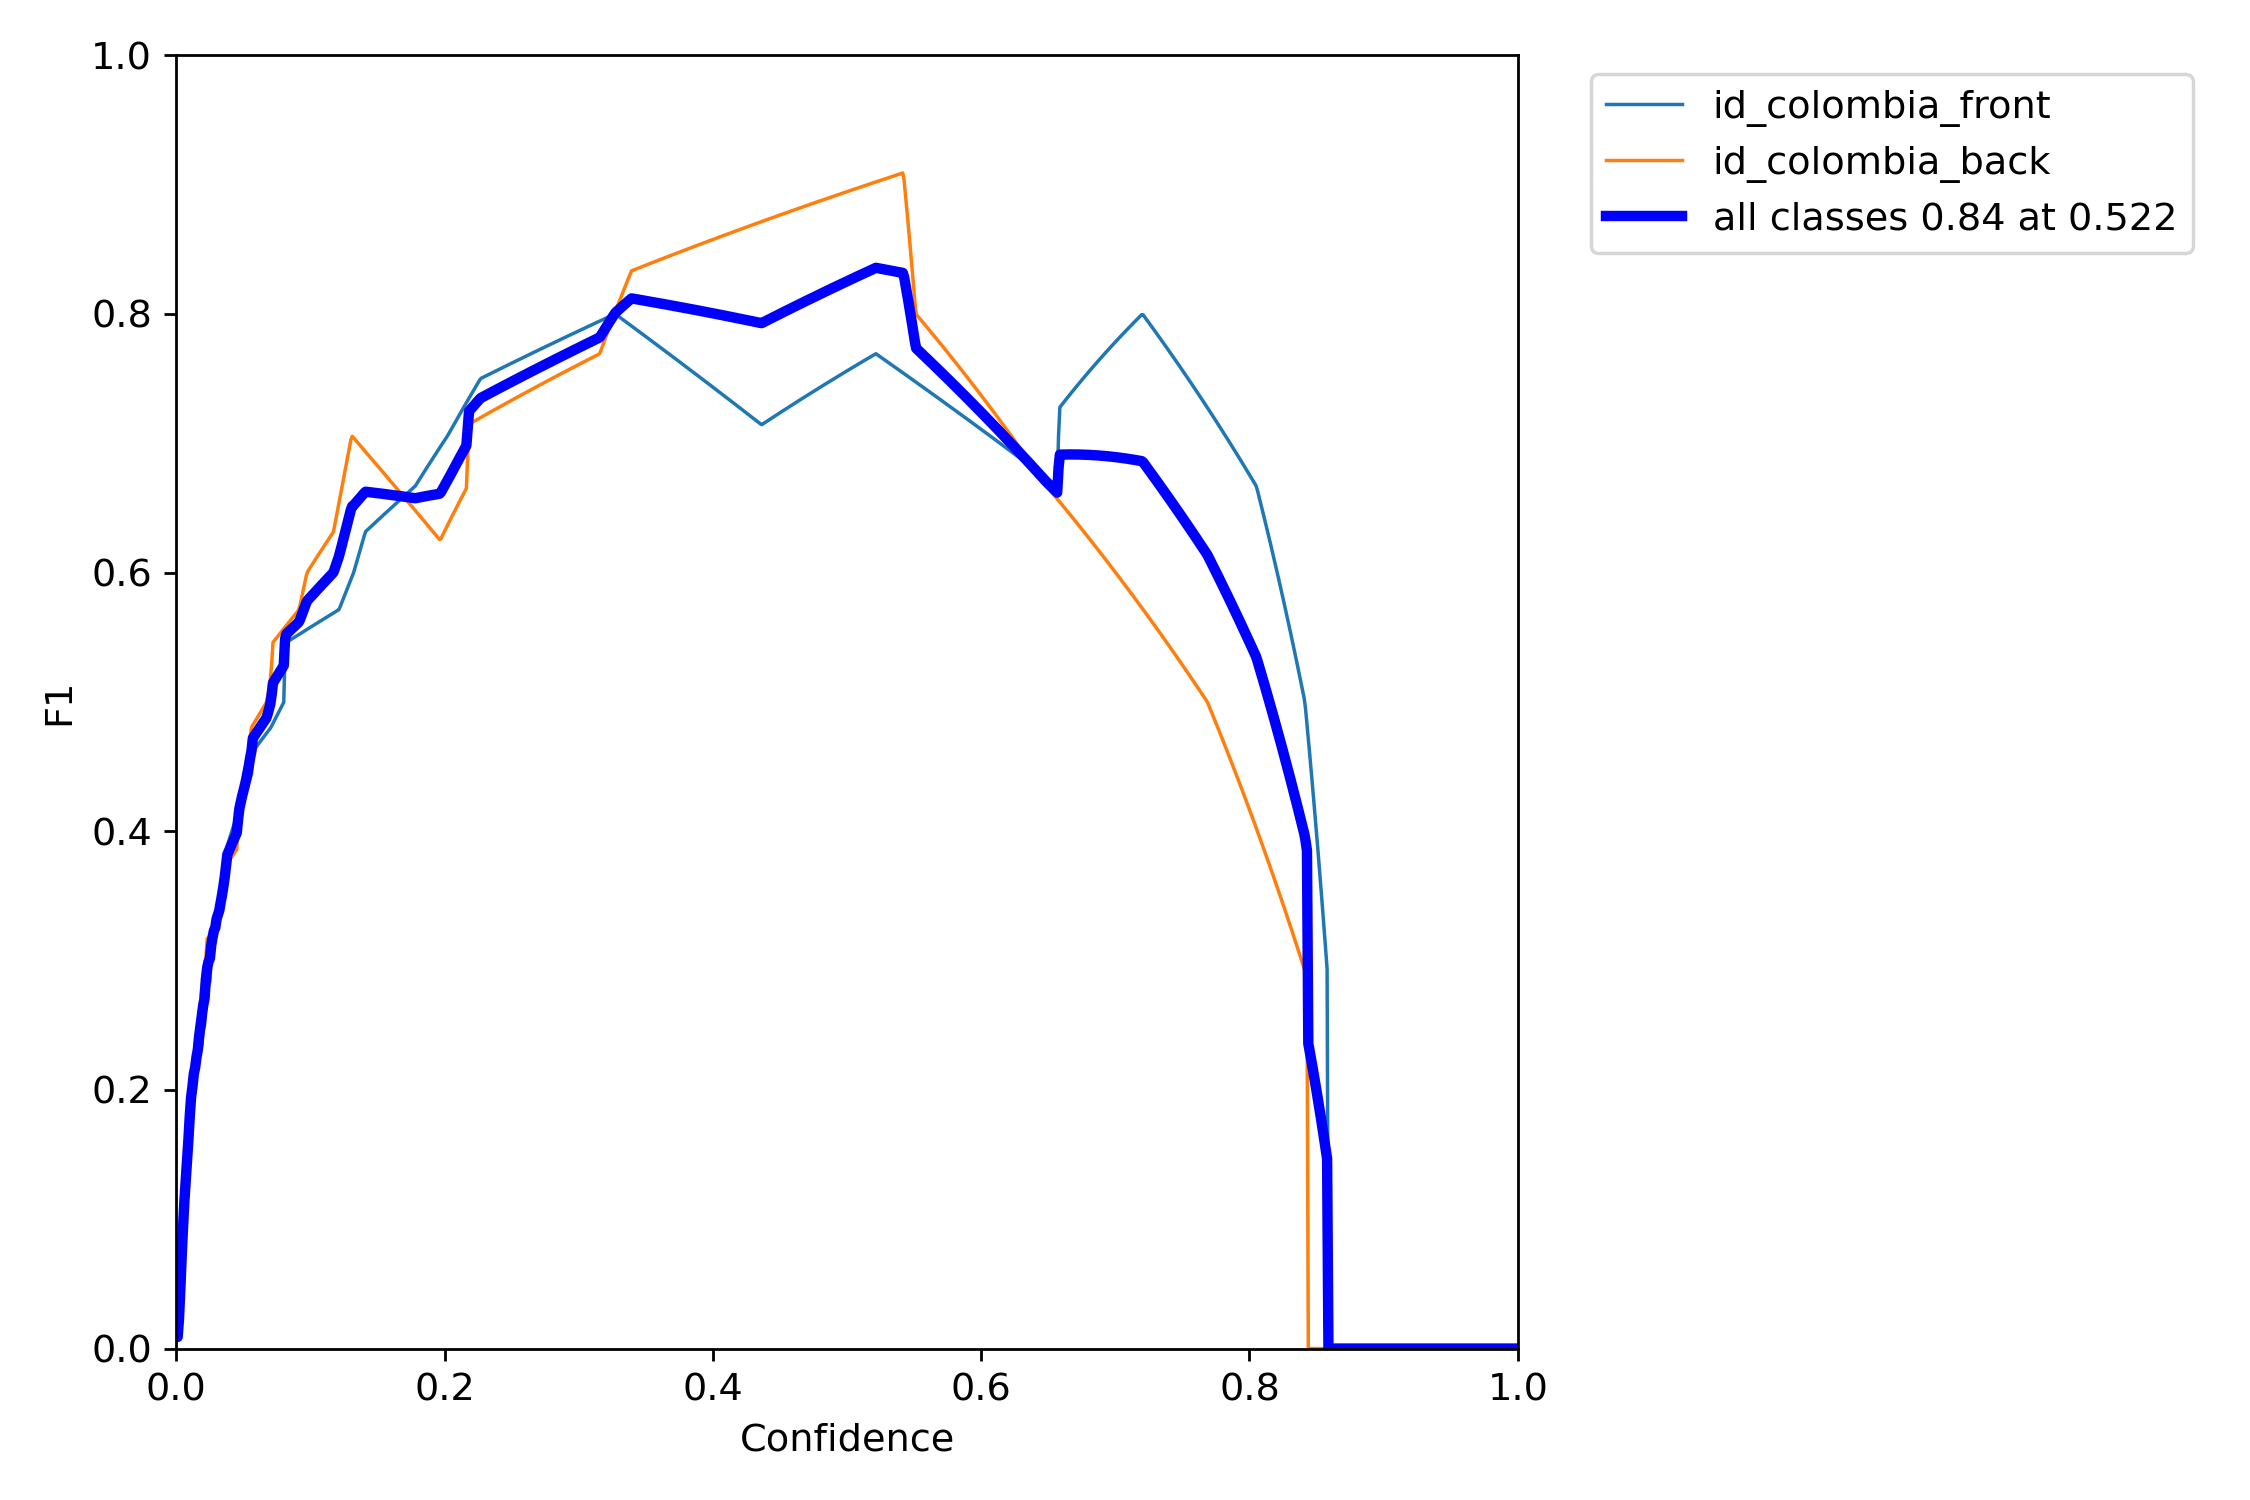 1.0
0.8
0.6
0.4
0.2
0.0
F1
0.0 0.2 0.4 0.6 0.8 1.0
Confidence
id_colombia_front
id_colombia_back
all classes 0.84 at 0.522